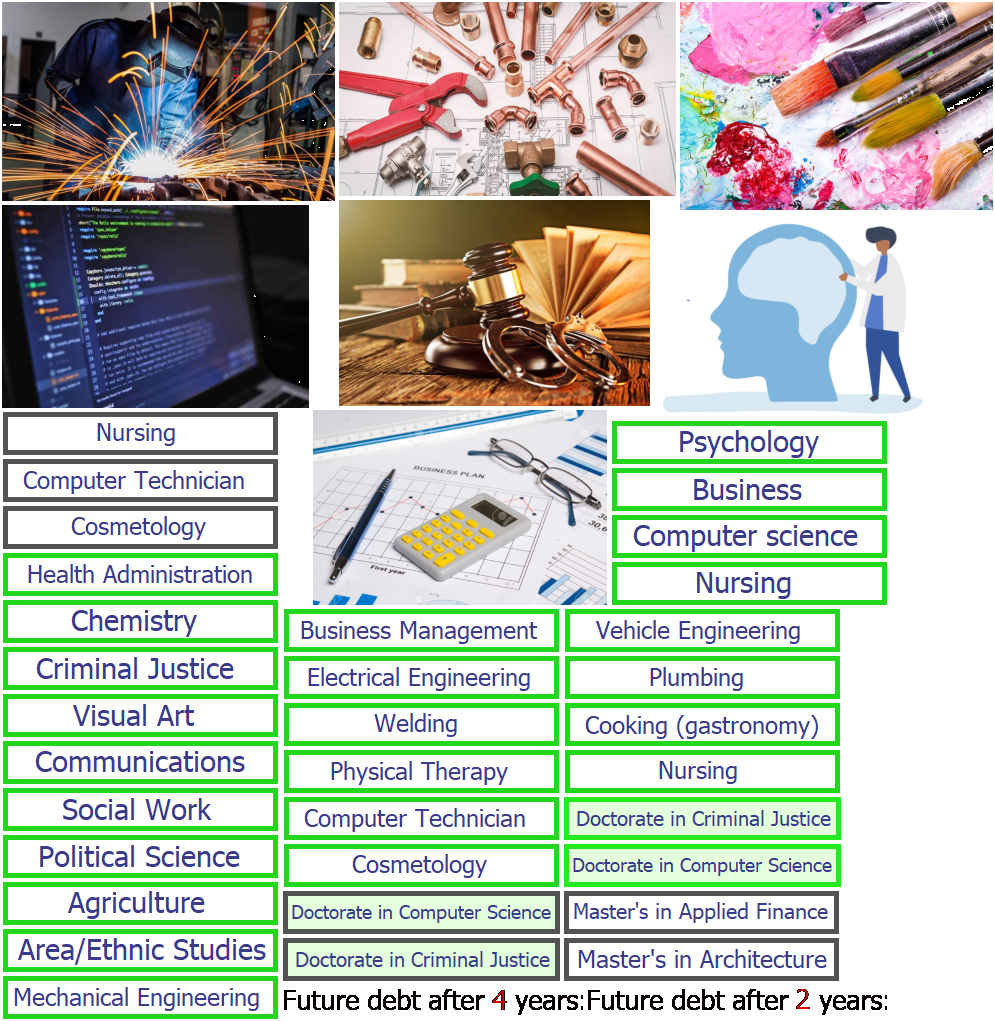 BUSINESS PLAN
First year
Nursing
Computer Technician
Cosmetology
Health Administration
Chemistry
Criminal Justice
Visual Art
Communications
Social Work
Political Science
Agriculture
Area/Ethnic Studies
Mechanical Engineering
Psychology
Business
Computer science
Nursing
Business Management
Electrical Engineering
Welding
Physical Therapy
Computer Technician
Cosmetology
Doctorate in Computer Science
Doctorate in Criminal Justice
Vehicle Engineering
Plumbing
Cooking (gastronomy)
Nursing
Doctorate in Criminal Justice
Doctorate in Computer Science
Master's in Applied Finance
Master's in Architecture
Future debt after 4 years:
Future debt after 2 years: